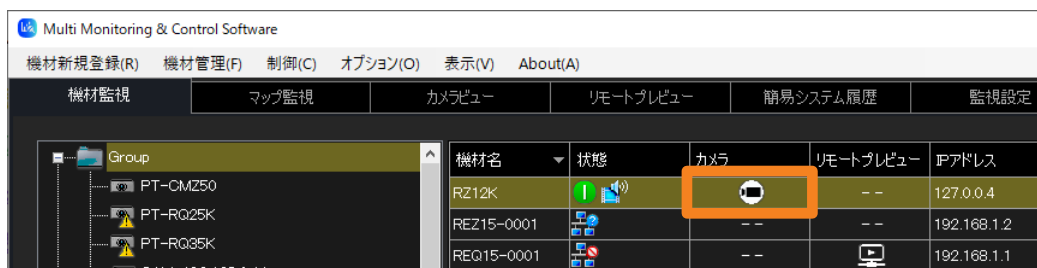 Multi Monitoring & Control Software
機材新規登録(R) 機材管理(F) 制御(C) オプション(O) 表示(V) About(A)
機材監視 マップ監視 カメラビュー リモートプレビュー 簡易システム履歴 監視設定
Group 機材名 状態 カメラ リモートプレビュー IPアドレス
PT-CMZ50 RZ12K -- 127.0.0.4
PT-RQ25K REZ15-0001 -- -- 192.168.1.2
PT-RQ35K REQ15-0001 -- 192.168.1.1